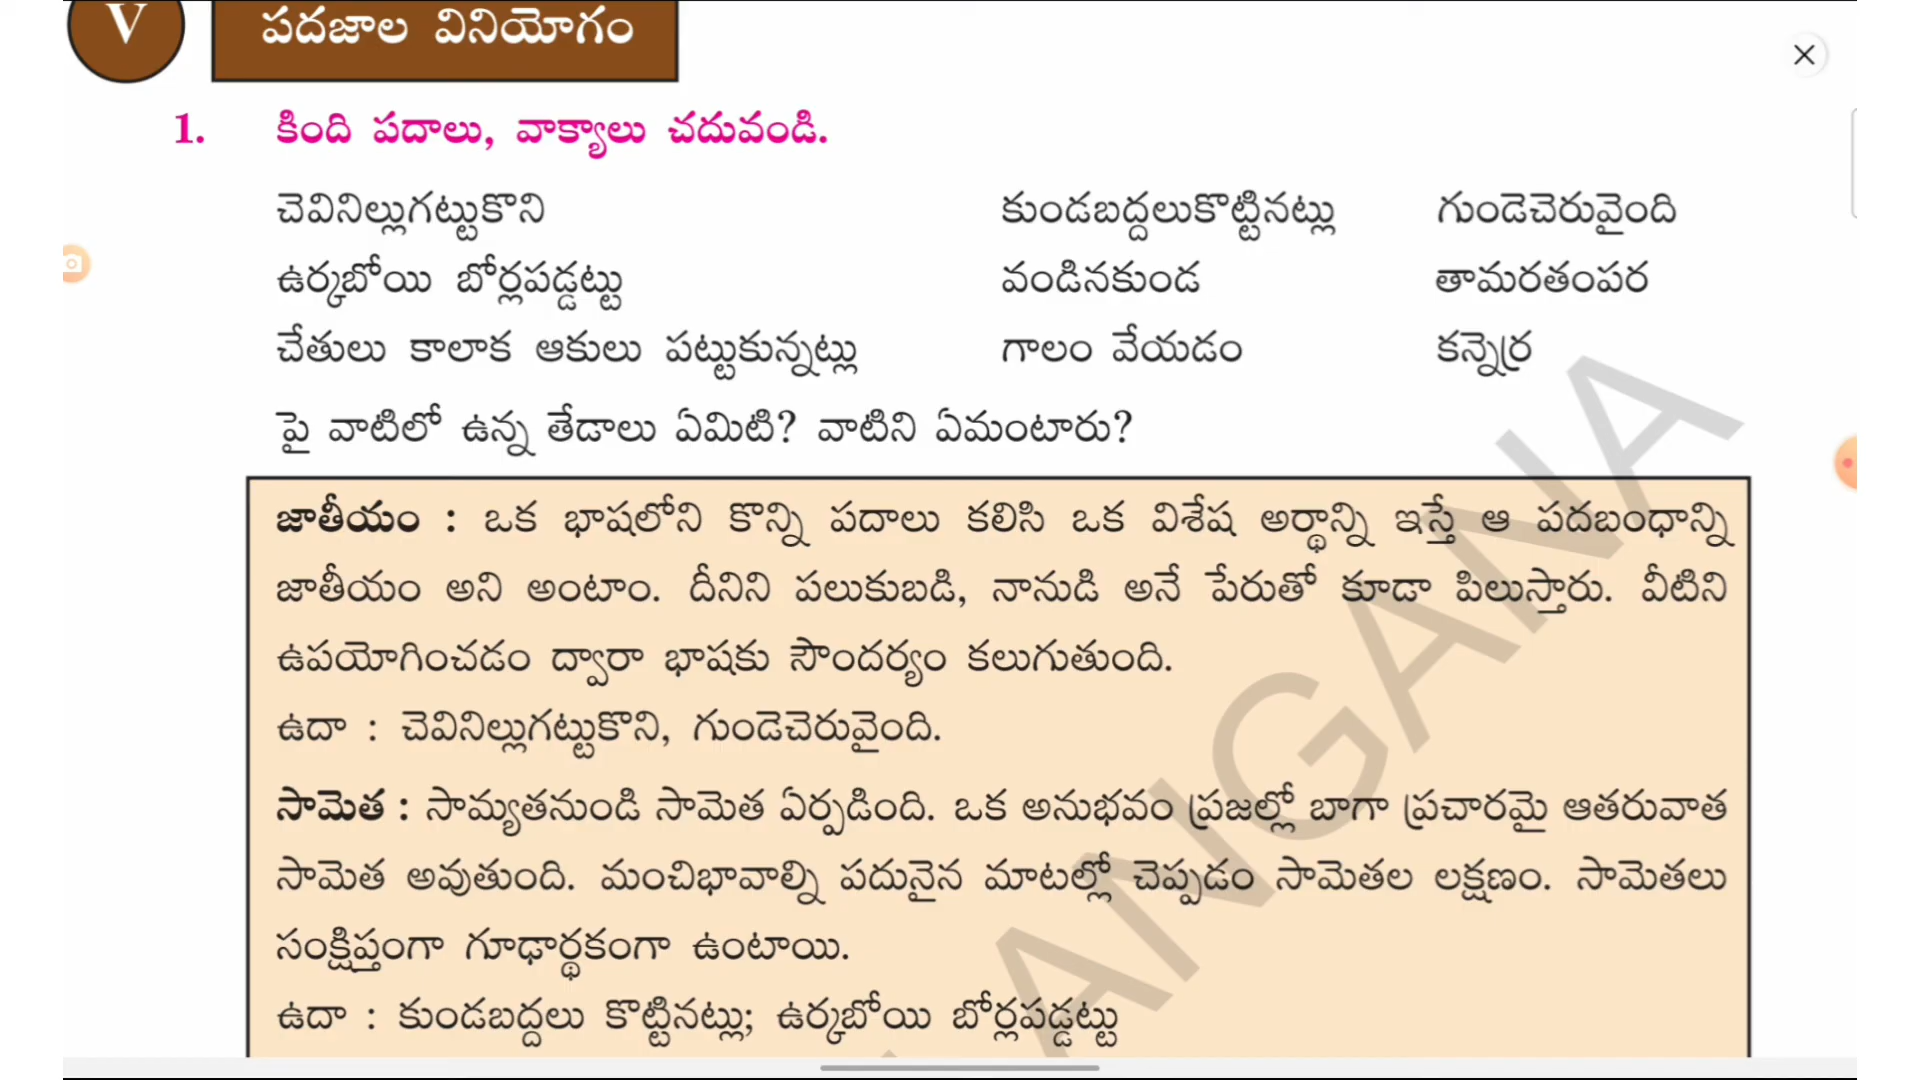 V పదజాల వినియోగం
1. కింది పదాలు, వాక్యాలు చదువండి.
చెవినిల్లుగట్టుకొని కుండబద్దలుకొట్టినట్లు గుండెచెరువైంది
ఉర్కబోయి బోర్లపడ్డట్టు వండినకుండ తామరతంపర
చేతులు కాలాక ఆకులు పట్టుకున్నట్లు గాలం వేయడం కన్నెర్ర
పై వాటిలో ఉన్న తేడాలు ఏమిటి? వాటిని ఏమంటారు?
జాతీయం : ఒక భాషలోని కొన్ని పదాలు కలిసి ఒక విశేష అర్థాన్ని ఇస్తే ఆ పదబంధాన్ని
జాతీయం అని అంటాం. దీనిని పలుకుబడి, నానుడి అనే పేరుతో కూడా పిలుస్తారు. వీటిని
ఉపయోగించడం ద్వారా భాషకు సౌందర్యం కలుగుతుంది.
ఉదా : చెవినిల్లుగట్టుకొని, గుండెచెరువైంది.
సామెత : సామ్యతనుండి సామెత ఏర్పడింది. ఒక అనుభవం ప్రజల్లో బాగా ప్రచారమై ఆతరువాత
సామెత అవుతుంది. మంచిభావాల్ని పదునైన మాటల్లో చెప్పడం సామెతల లక్షణం. సామెతలు
సంక్షిప్తంగా గూఢార్థకంగా ఉంటాయి.
ఉదా : కుండబద్దలు కొట్టినట్లు; ఉర్కబోయి బోర్లపడ్డట్టు
ANGANA